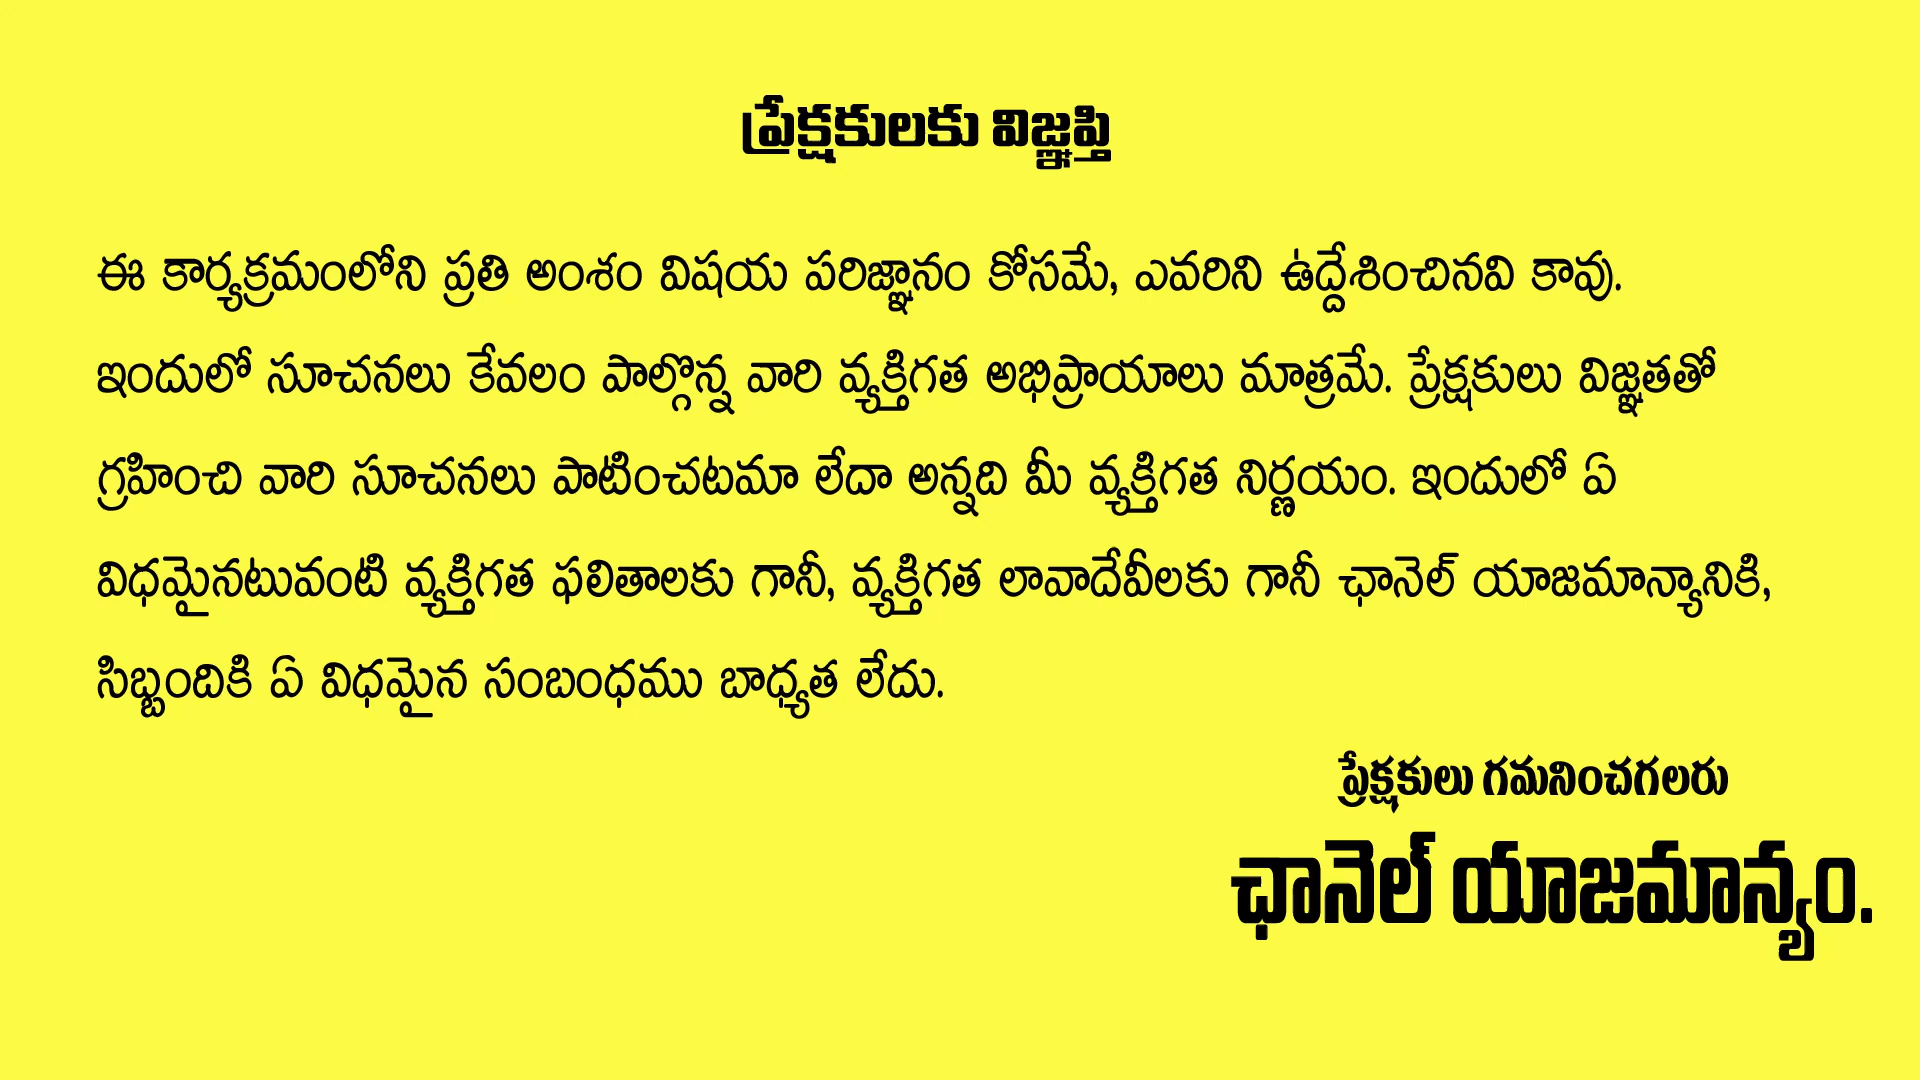 ప్రేక్షకులకు విజ్ఞప్తి
ఈ కార్యక్రమంలోని ప్రతి అంశం విషయ పరిజ్ఞానం కోసమే, ఎవరిని ఉద్దేశించినవి కావు.
ఇందులో సూచనలు కేవలం పాల్గొన్న వారి వ్యక్తిగత అభిప్రాయాలు మాత్రమే. ప్రేక్షకులు విజ్ఞతతో
గ్రహించి వారి సూచనలు పాటించటమా లేదా అన్నది మీ వ్యక్తిగత నిర్ణయం. ఇందులో ఏ
విధమైనటువంటి వ్యక్తిగత ఫలితాలకు గానీ, వ్యక్తిగత లావాదేవీలకు గానీ ఛానెల్ యాజమాన్యానికి,
సిబ్బందికి ఏ విధమైన సంబంధము బాధ్యత లేదు.
ప్రేక్షకులు గమనించగలరు
ఛానెల్ యాజమాన్యం.